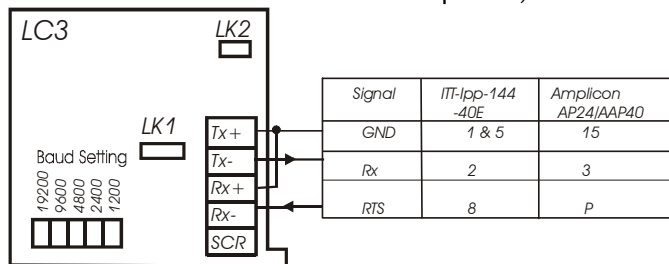 LC3
LK2
LK1
Baud Setting
19200
9600
4800
2400
1200
Tx+
Tx-
Rx+
Rx-
SCR
Signal ITT-Ipp-144 -40E Amplicon AP24/AAP40
GND 1 & 5 15
Rx 2 3
RTS 8 P